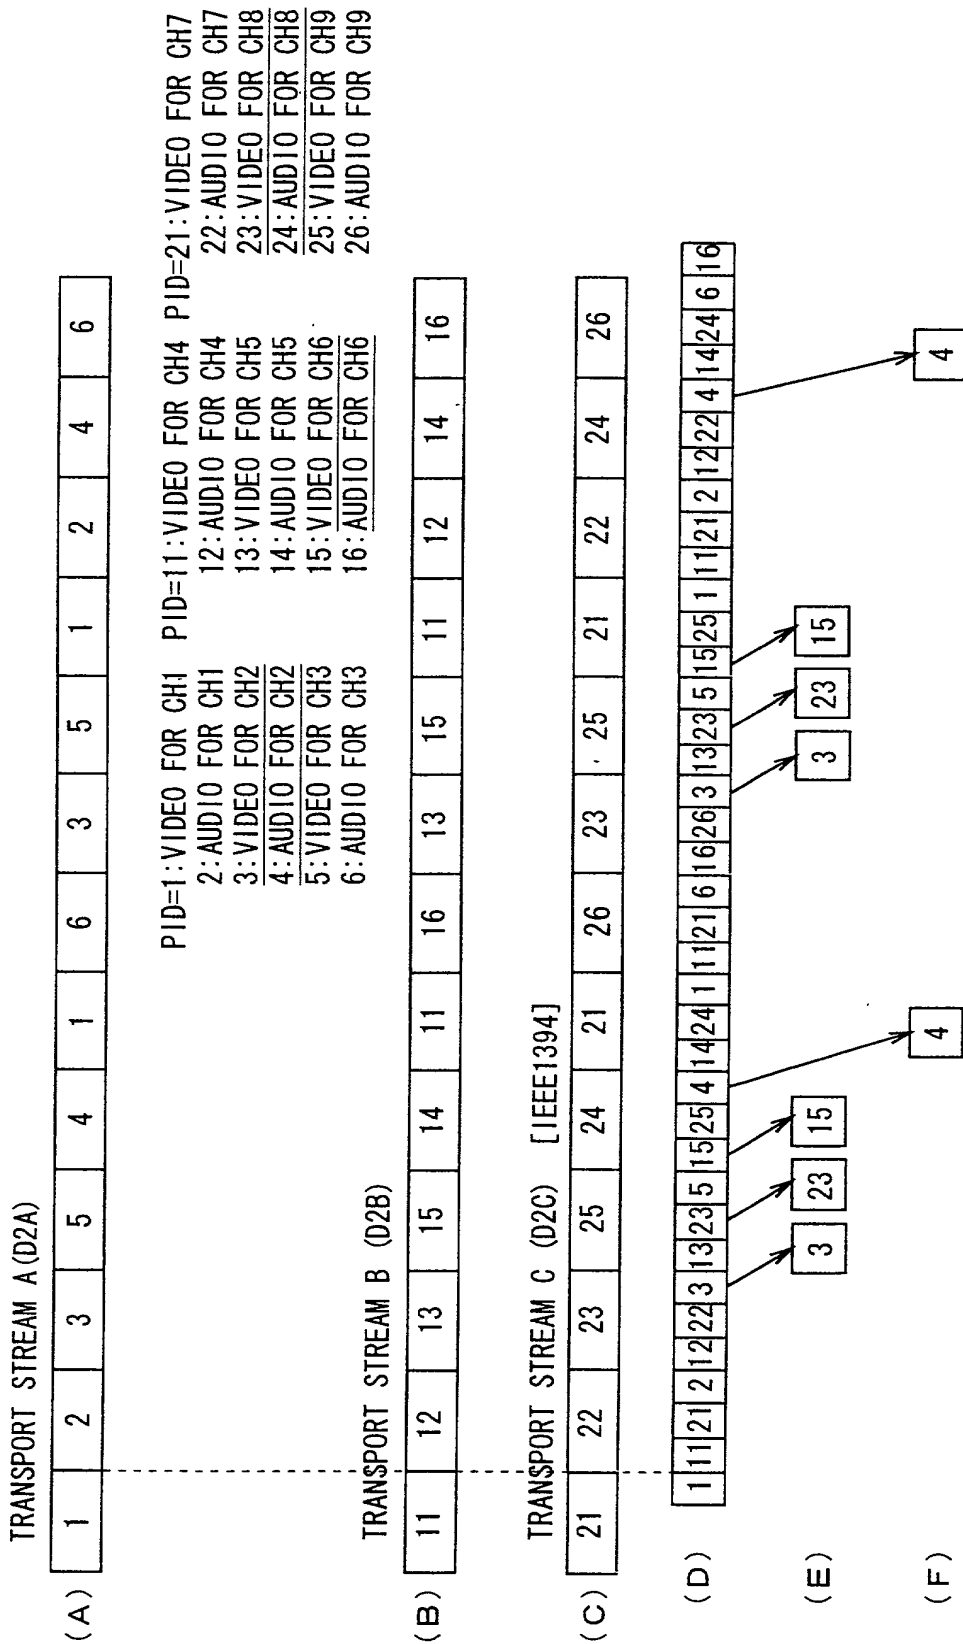 TRANSPORT STREAM A(D2A)
(A) 1 2 3 5 4 1 6 3 5 1 2 4 6
PID=1:VIDEO FOR CH1 PID=11:VIDEO FOR CH4 PID=21:VIDEO FOR CH7
2:AUDIO FOR CH1 12:AUDIO FOR CH4 22:AUDIO FOR CH7
3:VIDEO FOR CH2 13:VIDEO FOR CH5 23:VIDEO FOR CH8
4:AUDIO FOR CH2 14:AUDIO FOR CH5 24:AUDIO FOR CH8
5:VIDEO FOR CH3 15:VIDEO FOR CH6 25:VIDEO FOR CH9
6:AUDIO FOR CH3 16:AUDIO FOR CH6 26:AUDIO FOR CH9
TRANSPORT STREAM B (D2B)
(B) 11 12 13 15 14 11 16 13 15 11 12 14 16
TRANSPORT STREAM C (D2C) [IEEE1394]
(C) 21 22 23 25 24 21 26 23 25 21 22 24 26
(D) 1 11 21 2 12 22 3 13 23 5 15 25 4 14 24 1 11 21 6 16 26 3 13 23 5 15 25 1 11 21 2 12 22 4 14 24 6 16
(E) 3 23 15 3 23 15
(F) 4 4